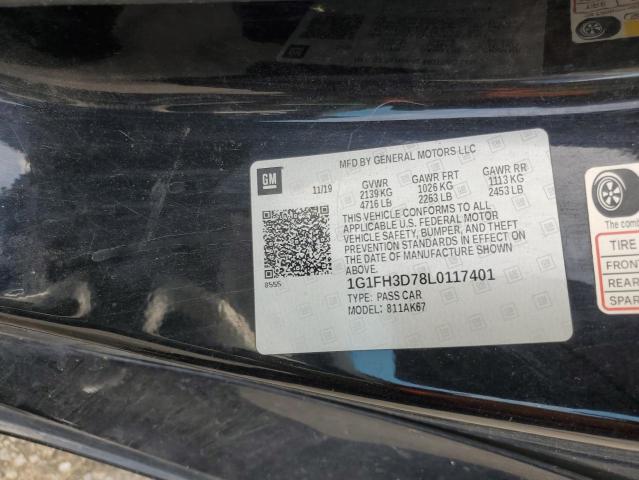 MFD BY GENERAL MOTORS LLC
GM
11/19
GVWR GAWR FRT GAWR RR
2139 KG 1026 KG 1113 KG
4716 LB 2263 LB 2453 LB
THIS VEHICLE CONFORMS TO ALL
APPLICABLE U.S. FEDERAL MOTOR
VEHICLE SAFETY, BUMPER, AND THEFT
PREVENTION STANDARDS IN EFFECT ON
THE DATE OF MANUFACTURE SHOWN
ABOVE.
8555
1G1FH3D78L0117401
TYPE: PASS CAR
MODEL: 811AK67
The comb
TIRE
FRON
REAR
SPAR